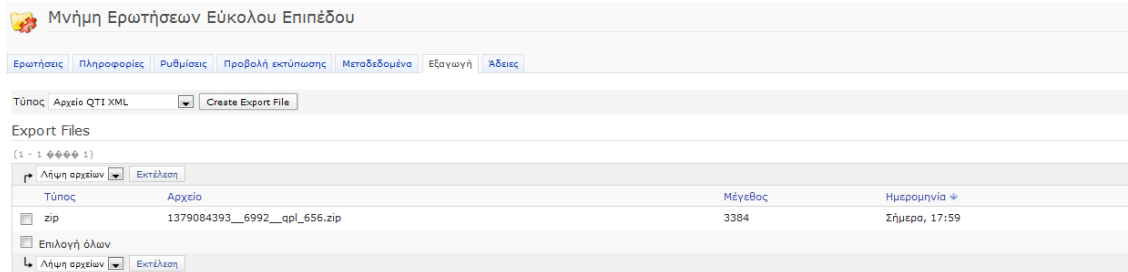 Μνήμη Ερωτήσεων Εύκολου Επιπέδου
Ερωτήσεις Πληροφορίες Ρυθμίσεις Προβολή εκτύπωσης Μεταδεδομένα Εξαγωγή Άδειες
Τύπος Αρχείο QTI XML Create Export File
Export Files
(1 - 1 ���� 1)
Λήψη αρχείων Εκτέλεση
Τύπος Αρχείο Μέγεθος Ημερομηνία
zip 1379084393__6992__qpl_656.zip 3384 Σήμερα, 17:59
Επιλογή όλων
Λήψη αρχείων Εκτέλεση